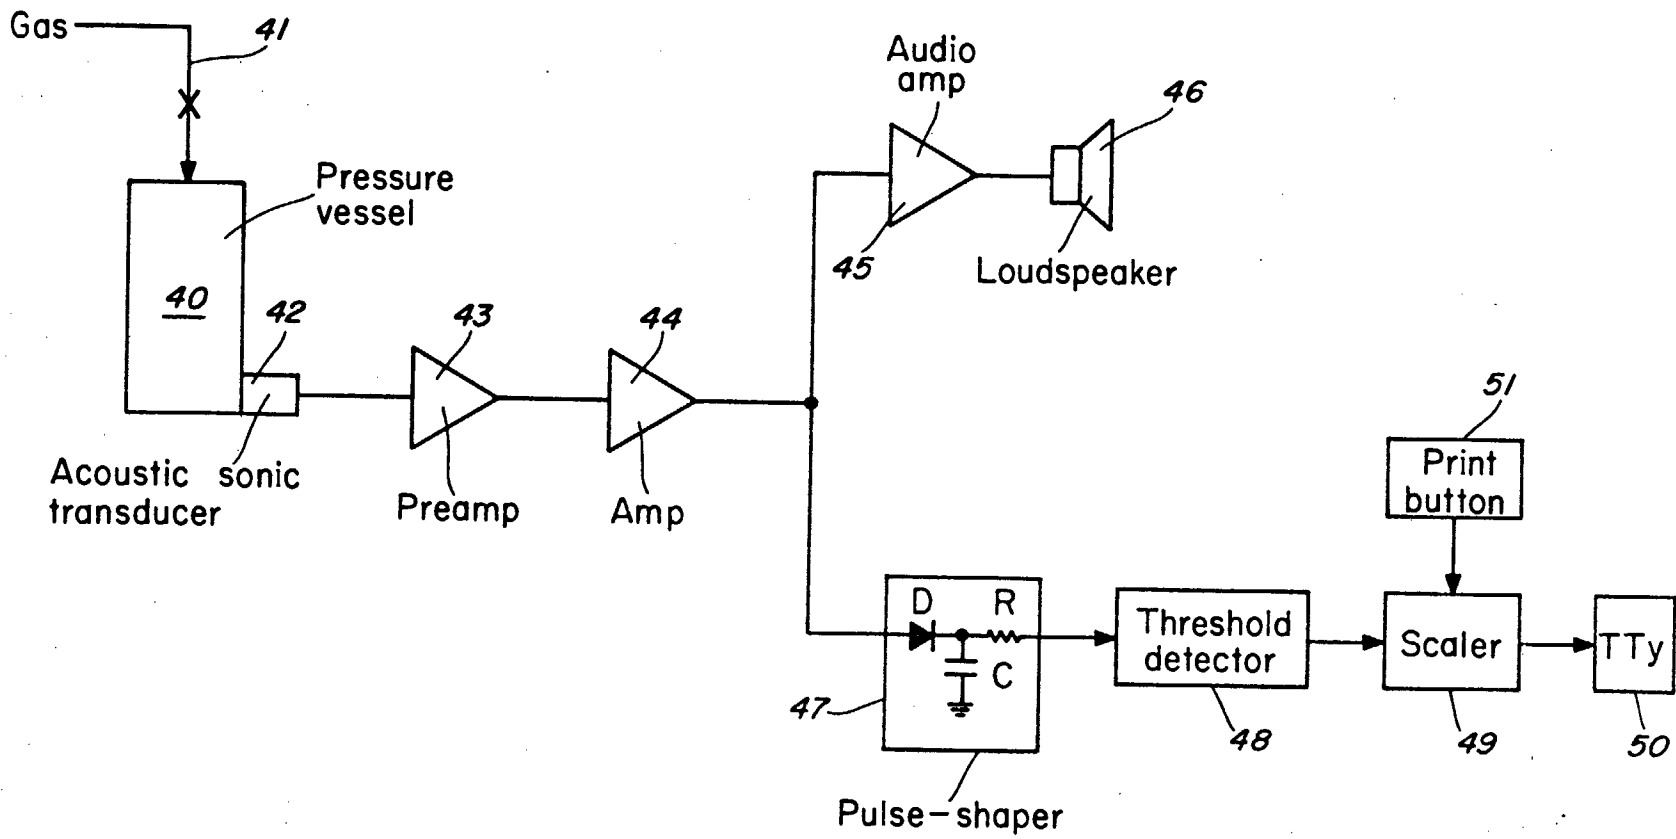 Gas
41
Audio
amp
46
Pressure
vessel
45
Loudspeaker
40
42
43
44
51
Print
button
Acoustic sonic
transducer
Preamp
Amp
D R
C
Threshold
detector
Scaler
TTy
47
48
49
50
Pulse-shaper